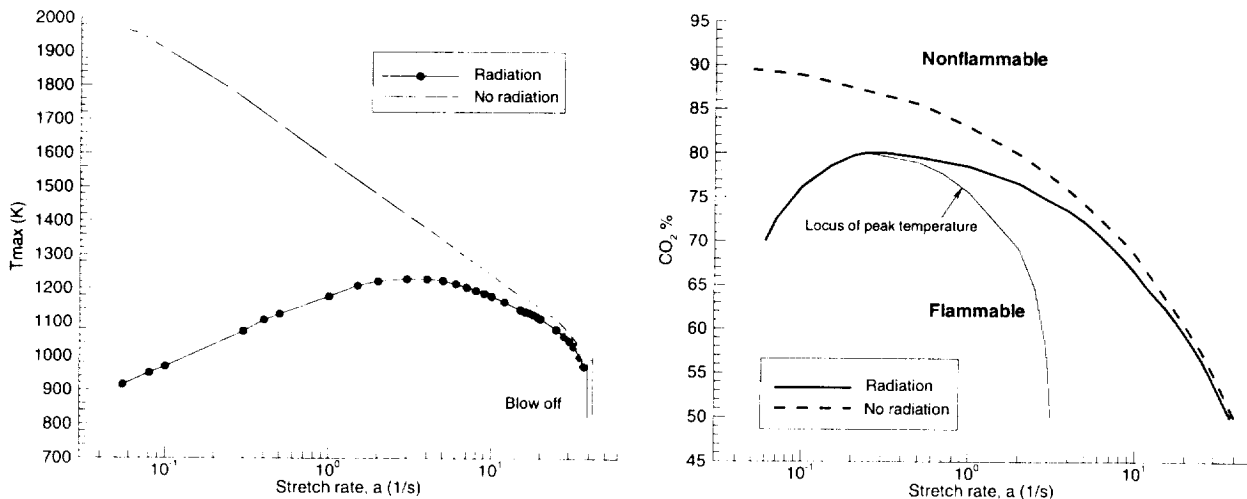 2000
1900
1800
1700
1600
1500
1400
1300
1200
1100
1000
900
800
700
Tmax (K)
Radiation
No radiation
Blow off
10⁻¹
10⁰
10¹
Stretch rate, a (1/s)
95
90
85
80
75
70
65
60
55
50
45
CO₂ %
Nonflammable
Locus of peak temperature
Flammable
Radiation
No radiation
10⁻¹
10⁰
10¹
Stretch rate, a (1/s)